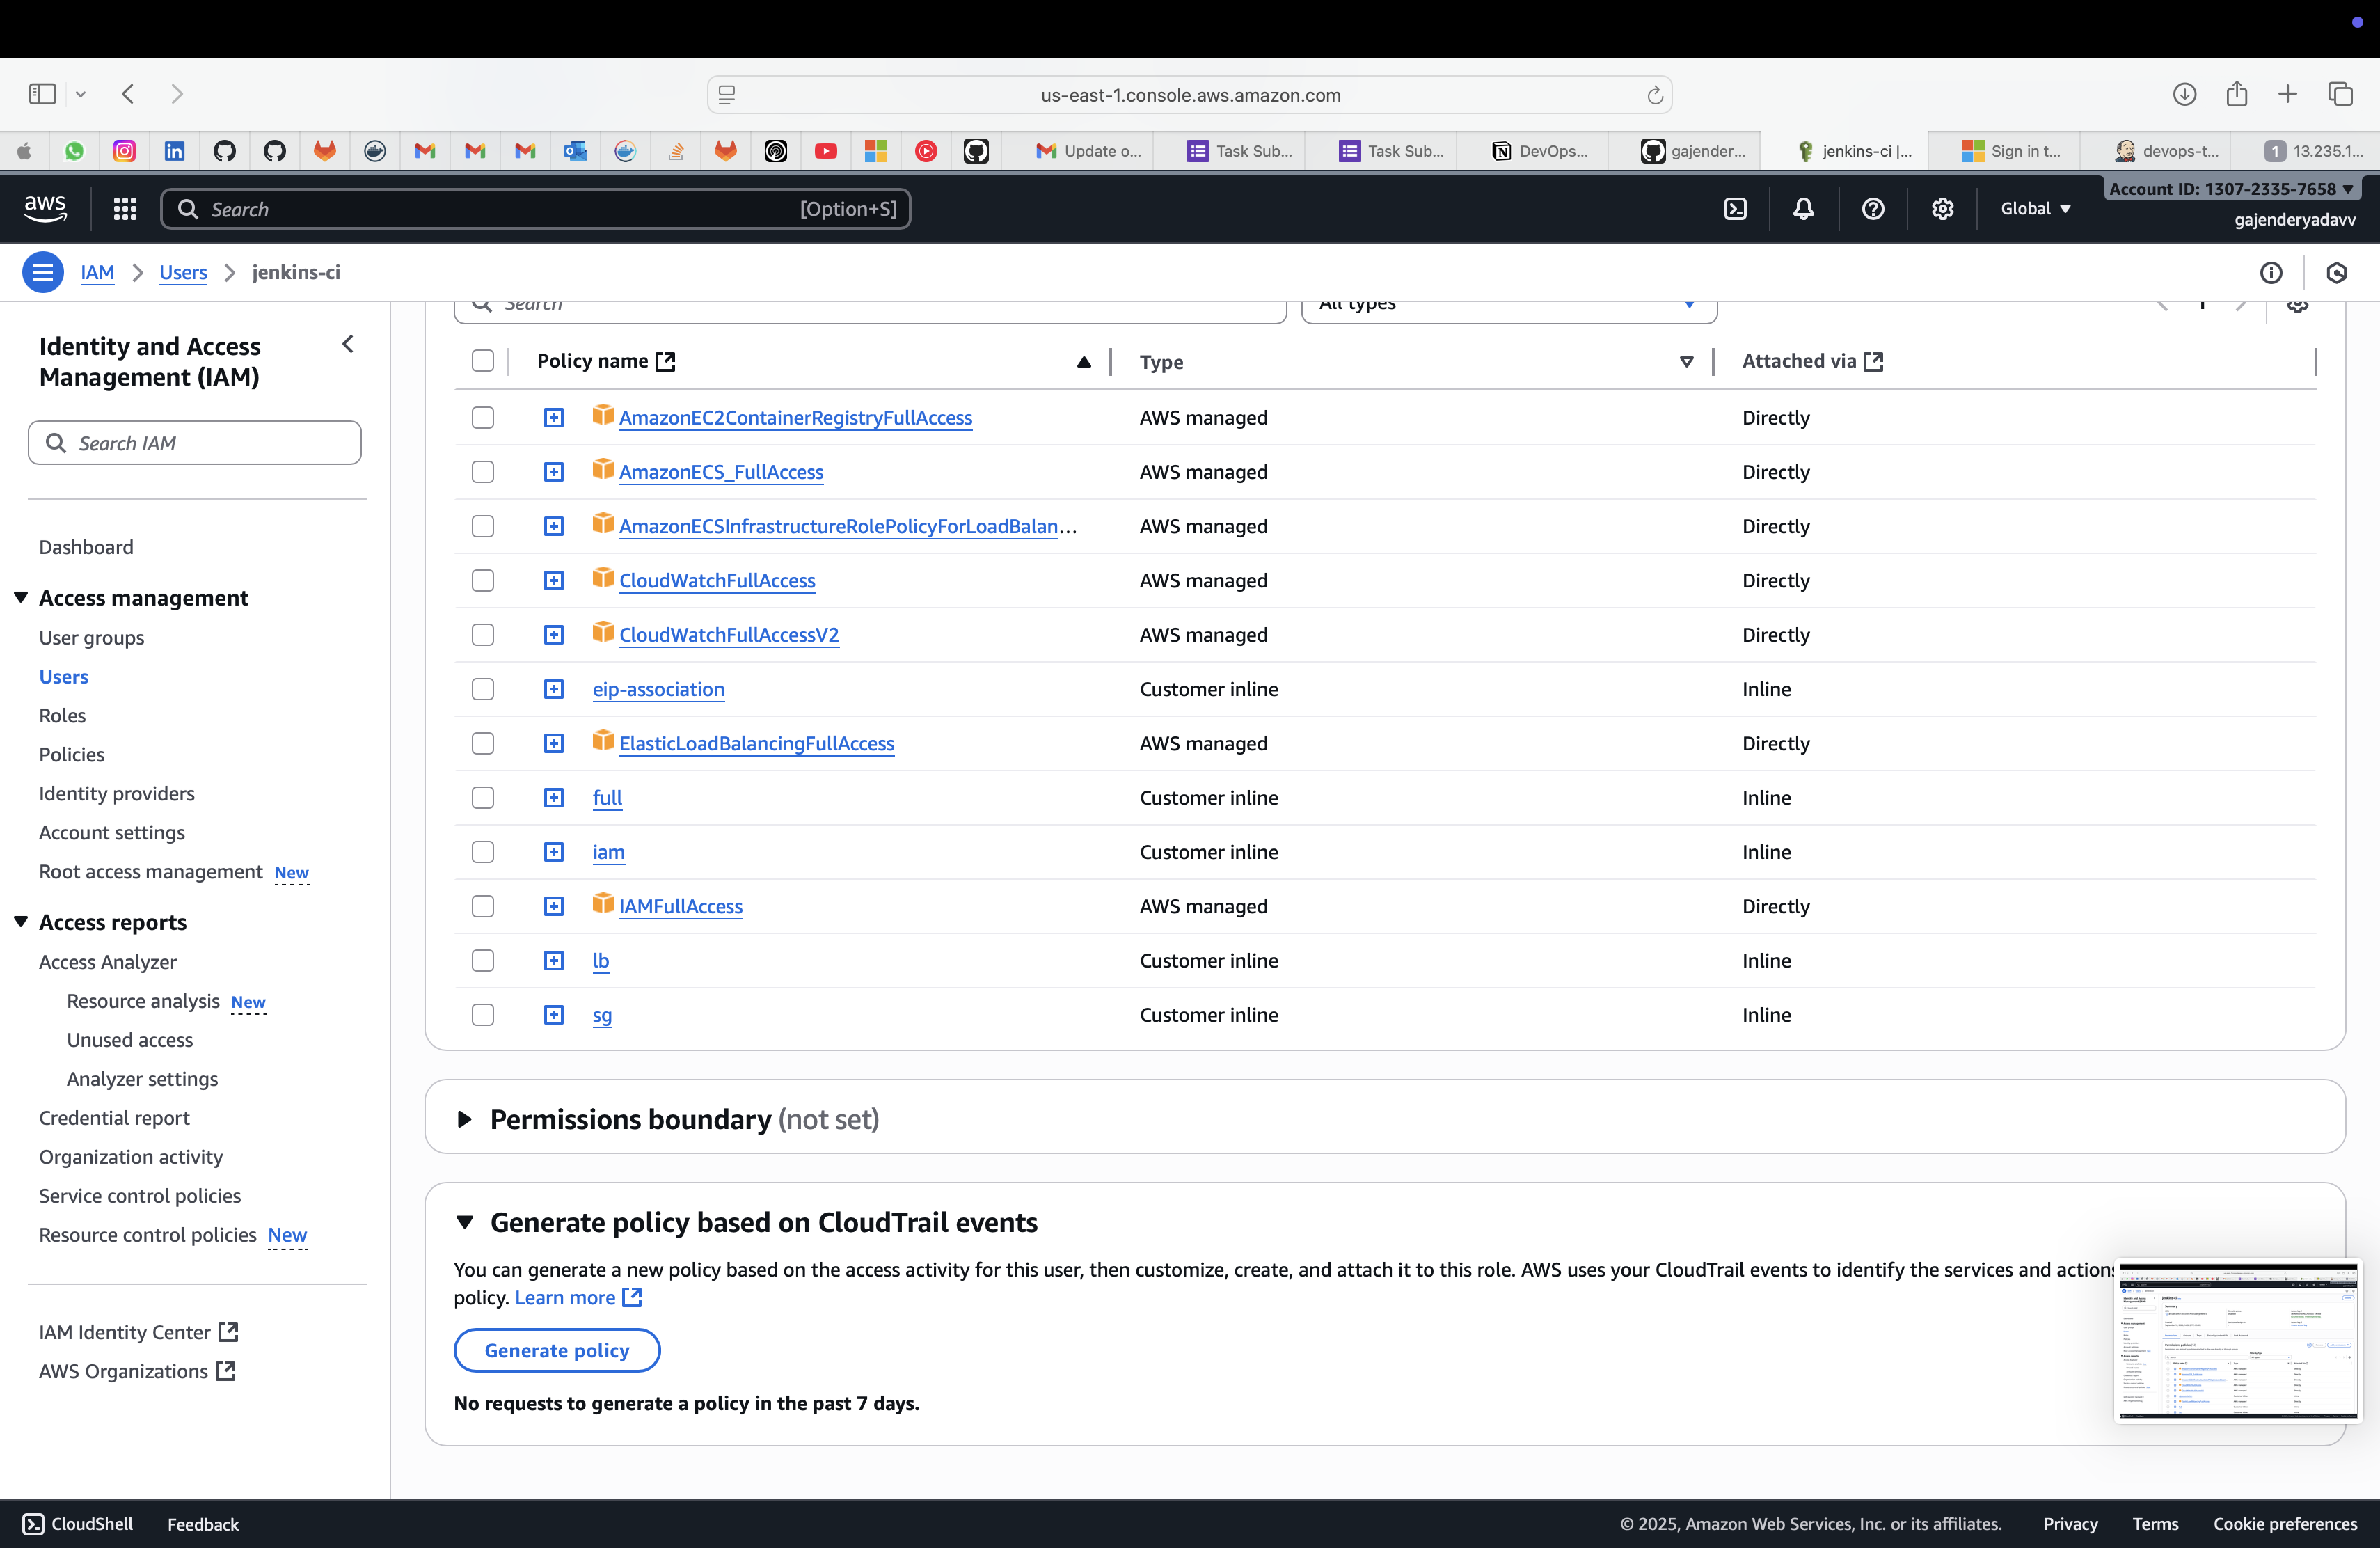 us-east-1.console.aws.amazon.com
Update o...
Task Sub...
Task Sub...
DevOps...
gajender...
jenkins-ci |...
Sign in t...
devops-t...
1
13.235.1...
aws
Search
[Option+S]
Global
Account ID: 1307-2335-7658
gajenderyadavv
IAM
Users
jenkins-ci
Identity and Access
Management (IAM)
Search IAM
Dashboard
Access management
User groups
Users
Roles
Policies
Identity providers
Account settings
Root access management New
Access reports
Access Analyzer
Resource analysis New
Unused access
Analyzer settings
Credential report
Organization activity
Service control policies
Resource control policies New
IAM Identity Center
AWS Organizations
Search
All types
1
Policy name Type Attached via
AmazonEC2ContainerRegistryFullAccess AWS managed Directly
AmazonECS_FullAccess AWS managed Directly
AmazonECSInfrastructureRolePolicyForLoadBalan... AWS managed Directly
CloudWatchFullAccess AWS managed Directly
CloudWatchFullAccessV2 AWS managed Directly
eip-association Customer inline Inline
ElasticLoadBalancingFullAccess AWS managed Directly
full Customer inline Inline
iam Customer inline Inline
IAMFullAccess AWS managed Directly
lb Customer inline Inline
sg Customer inline Inline
Permissions boundary (not set)
Generate policy based on CloudTrail events
You can generate a new policy based on the access activity for this user, then customize, create, and attach it to this role. AWS uses your CloudTrail events to identify the services and actions
policy. Learn more
Generate policy
No requests to generate a policy in the past 7 days.
CloudShell
Feedback
© 2025, Amazon Web Services, Inc. or its affiliates.
Privacy
Terms
Cookie preferences